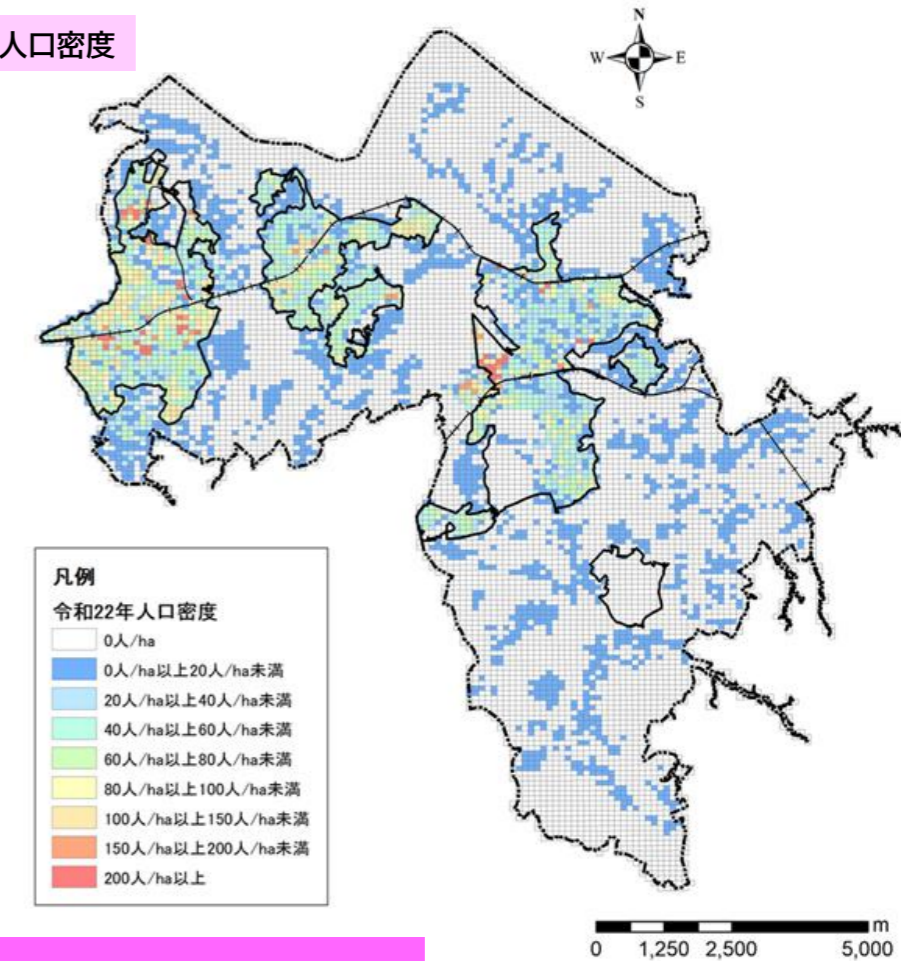 人口密度
N
W E
S
凡例
令和22年人口密度
0人/ha
0人/ha以上20人/ha未満
20人/ha以上40人/ha未満
40人/ha以上60人/ha未満
60人/ha以上80人/ha未満
80人/ha以上100人/ha未満
100人/ha以上150人/ha未満
150人/ha以上200人/ha未満
200人/ha以上
m
0 1,250 2,500 5,000